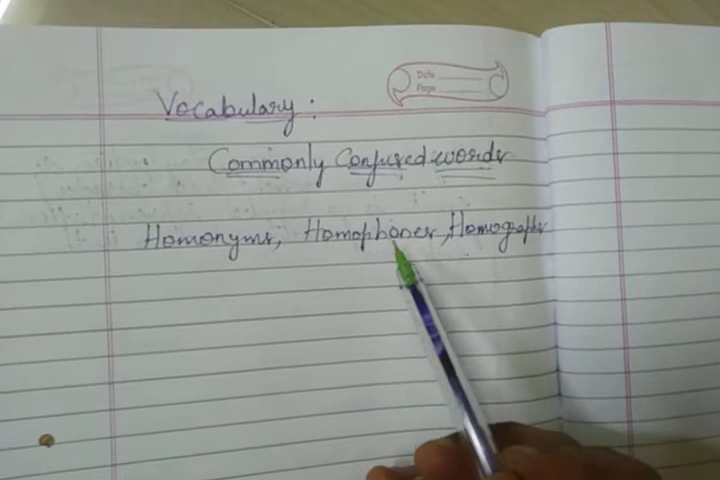 Date
Page
Vocabulary :
Commonly Confused words
Homonyms, Homophones, Homographs